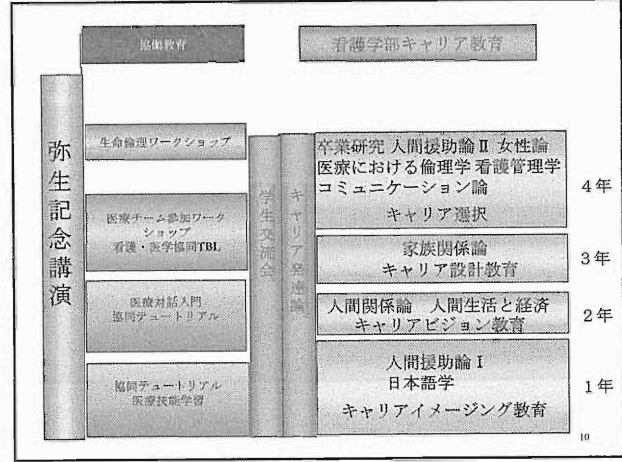 協働教育
看護学部キャリア教育
弥生記念講演
生命倫理ワークショップ
医療チーム参加ワーク
ショップ
看護・医学協同TBL
医療対話入門
協同テュートリアル
協同テュートリアル
医療技能学習
学生交流会
キャリア発達論
卒業研究 人間援助論Ⅱ 女性論
医療における倫理学 看護管理学
コミュニケーション論
キャリア選択
4年
家族関係論
キャリア設計教育
3年
人間関係論 人間生活と経済
キャリアビジョン教育
2年
人間援助論Ⅰ
日本語学
キャリアイメージング教育
1年
10